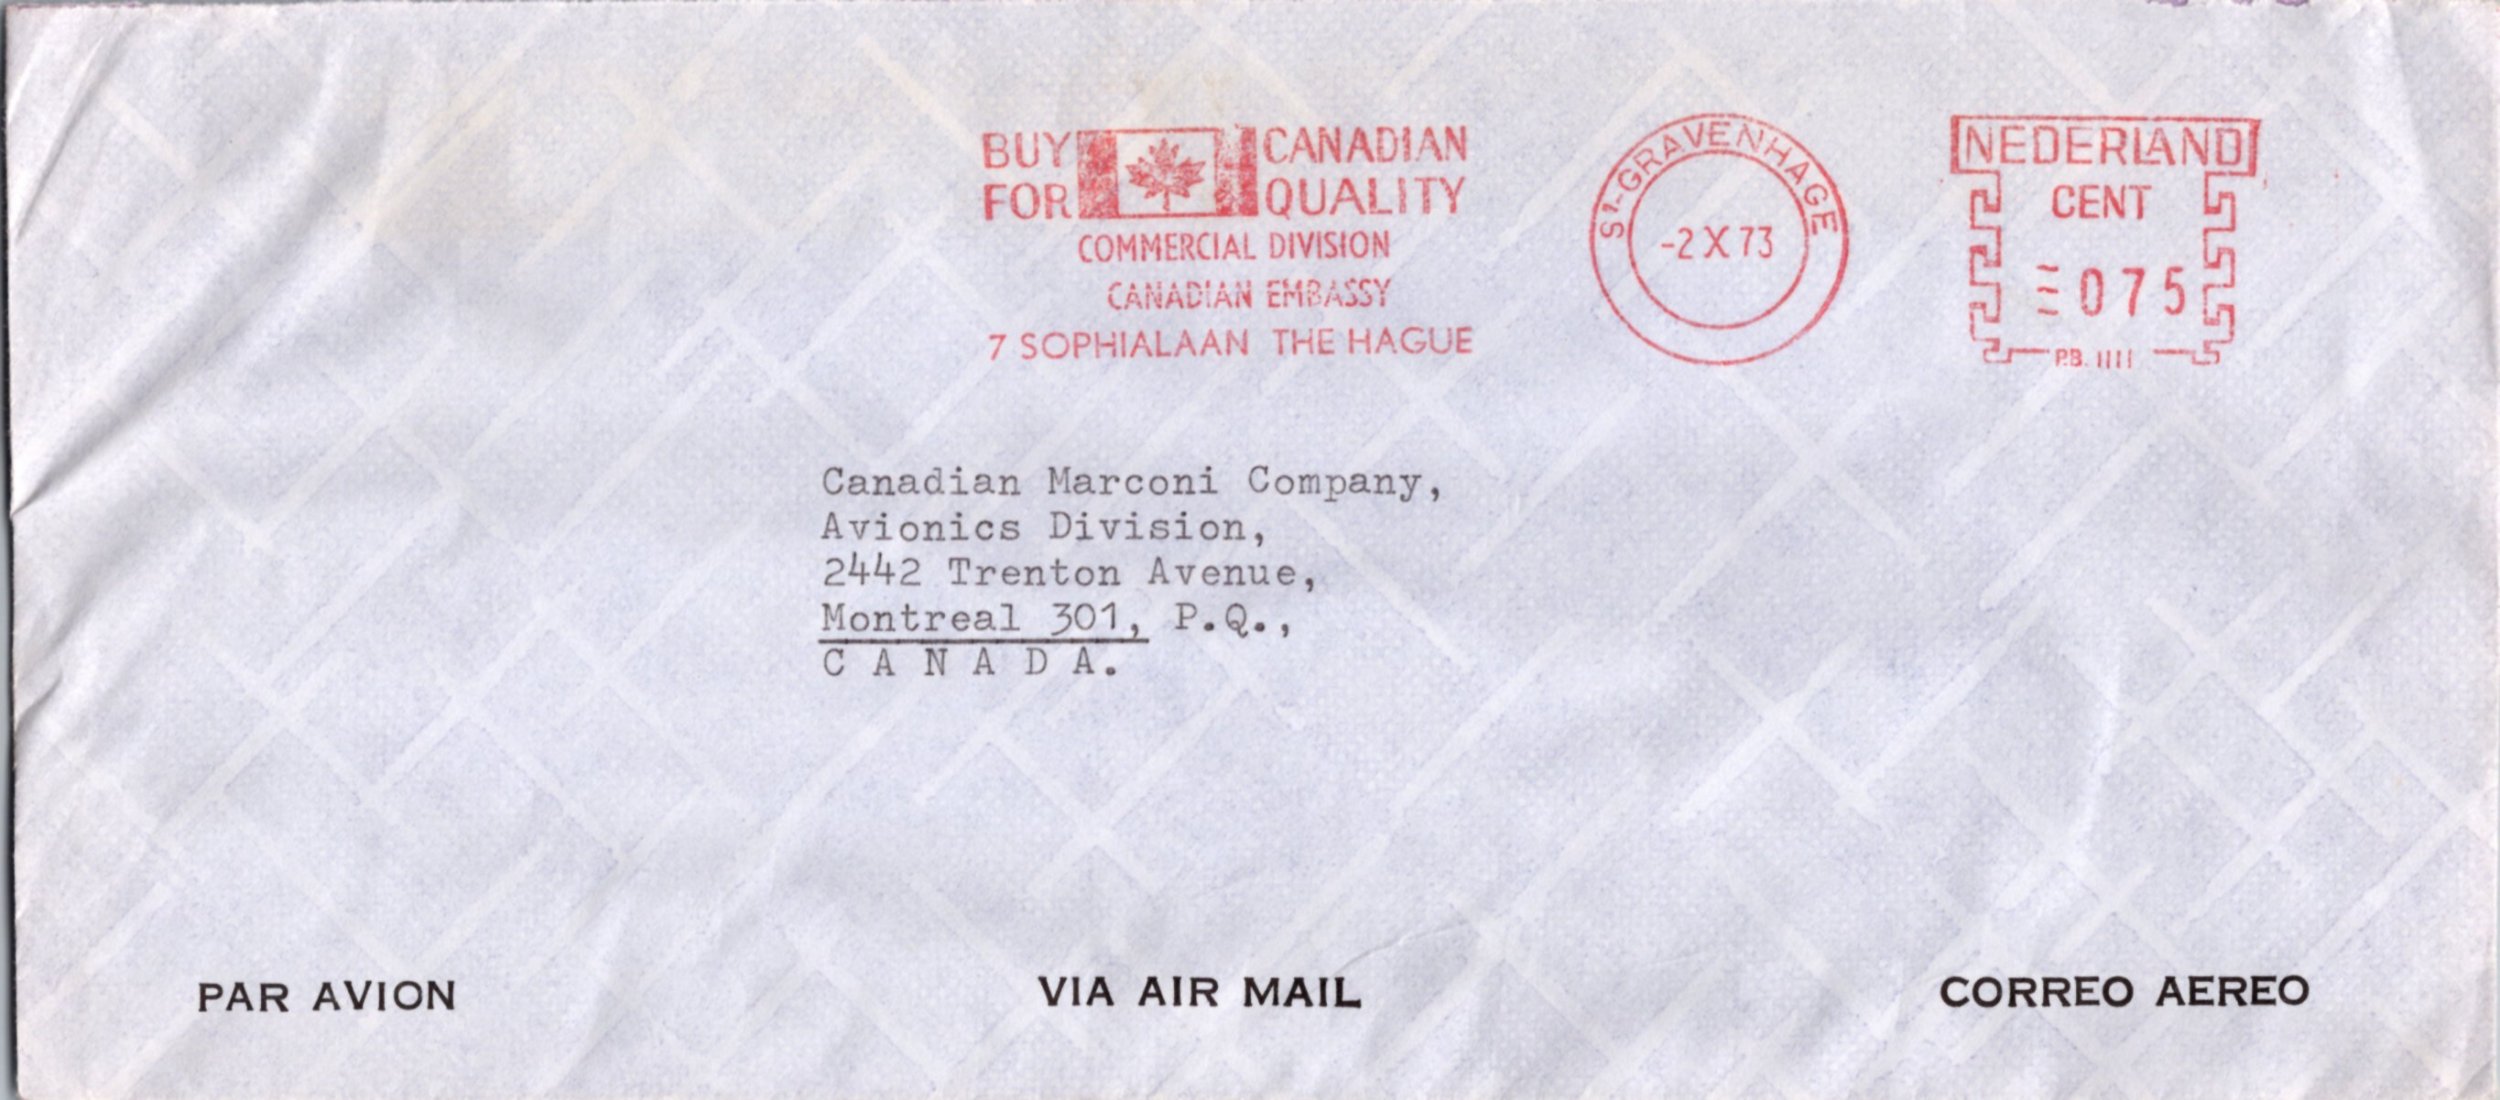 BUY CANADIAN
FOR QUALITY
COMMERCIAL DIVISION
CANADIAN EMBASSY
7 SOPHIALAAN THE HAGUE
S1-GRAVENHAGE
-2 X 73
NEDERLAND
CENT
075
P.B. 1111
Canadian Marconi Company,
Avionics Division,
2442 Trenton Avenue,
Montreal 301, P.Q.,
C A N A D A.
PAR AVION
VIA AIR MAIL
CORREO AEREO